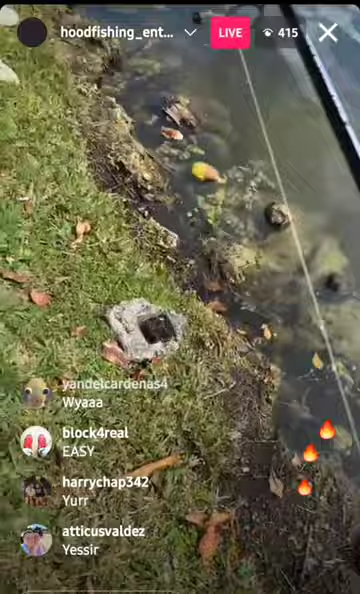 hoodfishing_ent...
LIVE
415
yandelcardenas4
Wyaaa
block4real
EASY
harrychap342
Yurr
atticusvaldez
Yessir